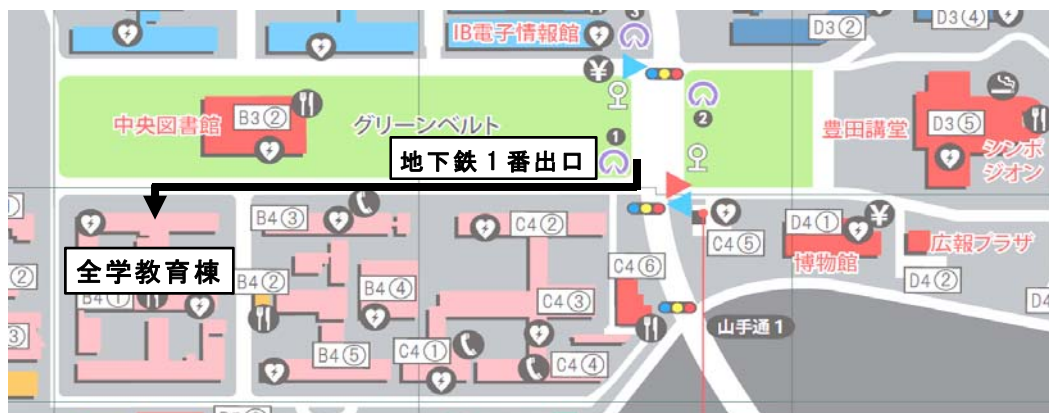 3
IB電子情報館
D3②
D3④
¥
中央図書館
B3②
グリーンベルト
1
2
豊田講堂
D3⑤
シンポ
ジオン
地下鉄1番出口
B4③
C4②
C4⑤
D4①
¥
博物館
広報プラザ
D4②
全学教育棟
B4①
B4②
B4④
C4⑥
C4③
山手通1
B4⑤
C4①
C4④